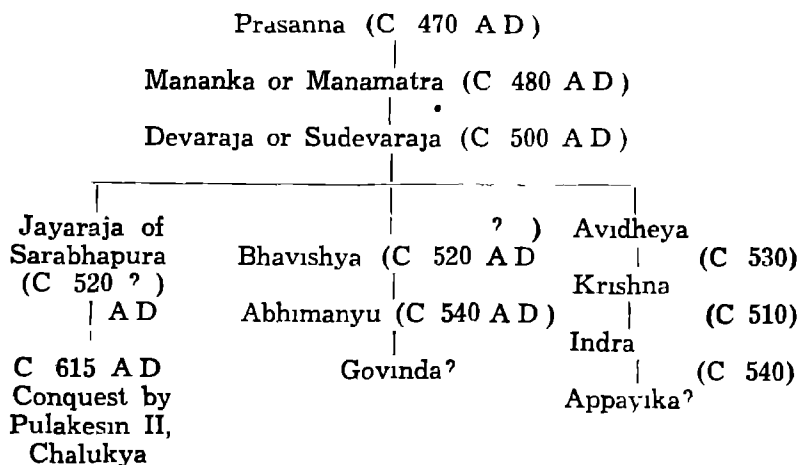 Prasanna (C 470 A D)
Mananka or Manamatra (C 480 A D)
Devaraja or Sudevaraja (C 500 A D)
Jayaraja of
Sarabhapura
(C 520 ? )
A D
C 615 A D
Conquest by
Pulakesin II,
Chalukya
? )
Bhavishya (C 520 A D
Abhimanyu (C 540 A D)
Govinda?
Avidheya
(C 530)
Krishna
(C 510)
Indra
(C 540)
Appayika?